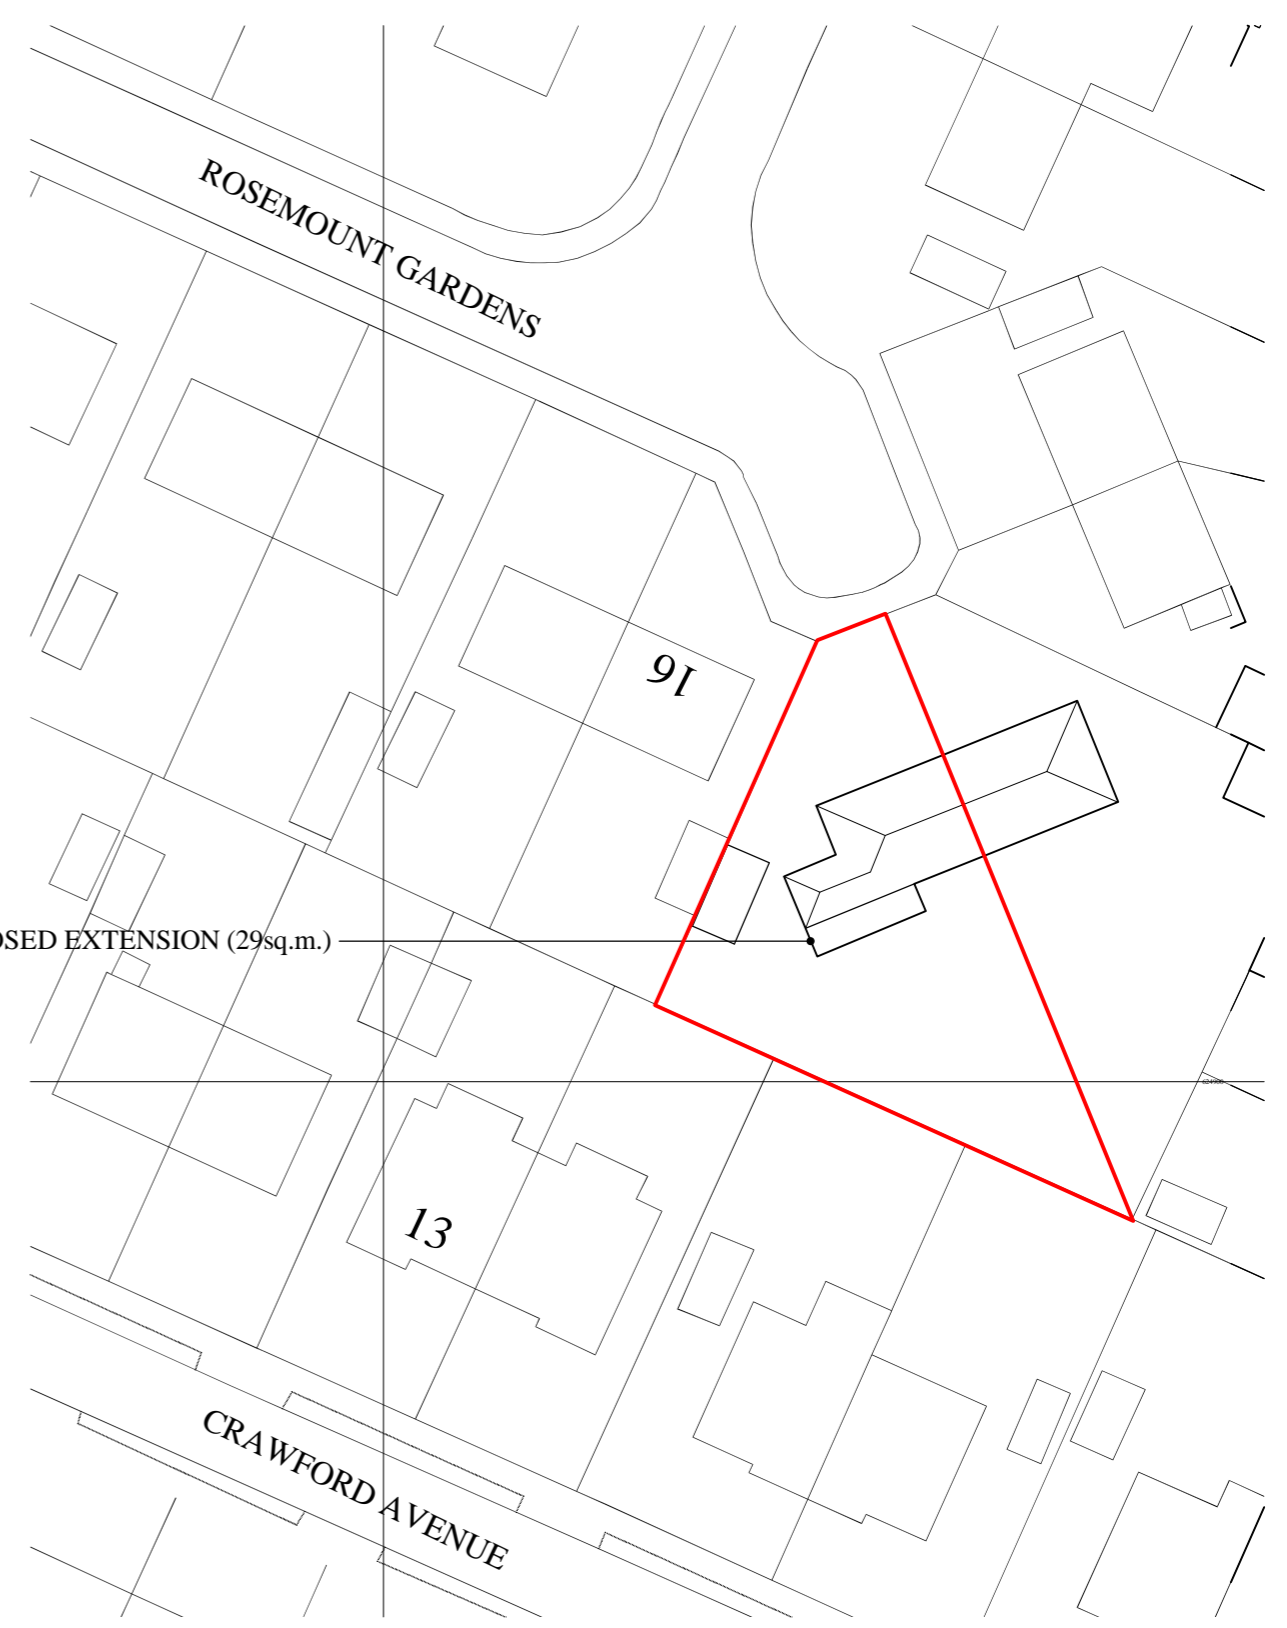 ROSEMOUNT GARDENS
16
OSED EXTENSION (29sq.m.)
13
CRAWFORD AVENUE